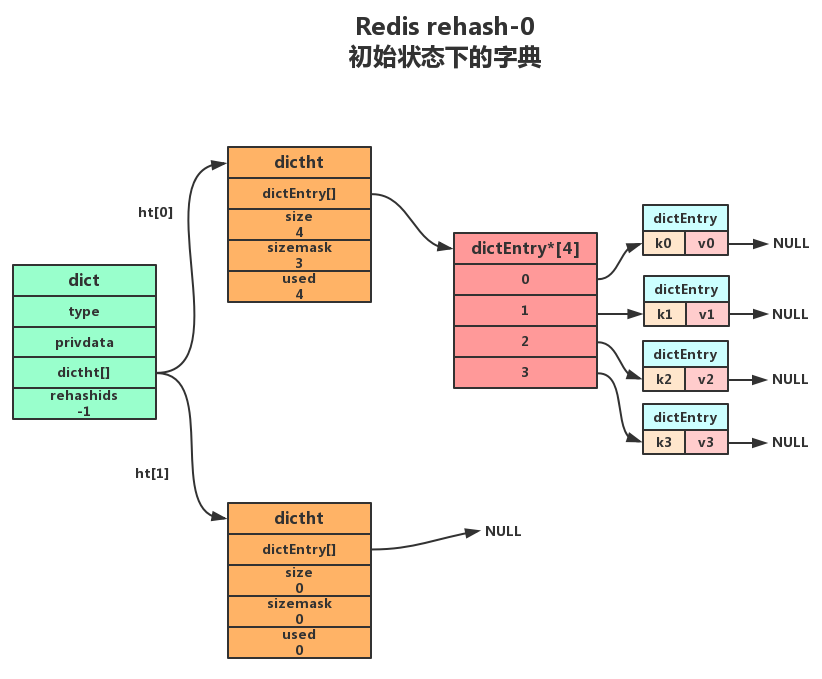 Redis rehash-0
初始状态下的字典
ht[0]
ht[1]
dict
type
privdata
dictht[]
rehashids
-1
dictht
dictEntry[]
size
4
sizemask
3
used
4
dictht
dictEntry[]
size
0
sizemask
0
used
0
NULL
dictEntry*[4]
0
1
2
3
dictEntry
k0 v0
NULL
dictEntry
k1 v1
NULL
dictEntry
k2 v2
NULL
dictEntry
k3 v3
NULL